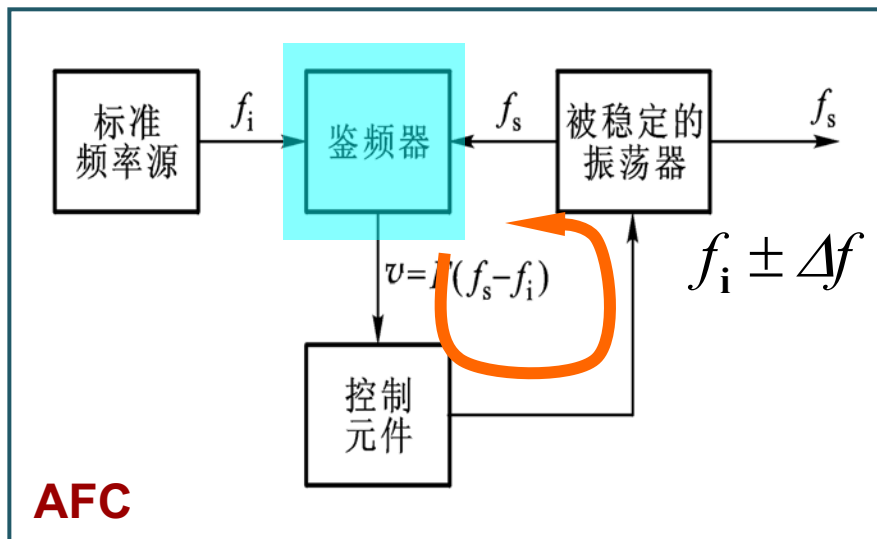 标准
频率源
f_i
鉴频器
f_s
被稳定的
振荡器
f_s
v=F(f_s-f_i)
f_i ± Δf
控制
元件
AFC